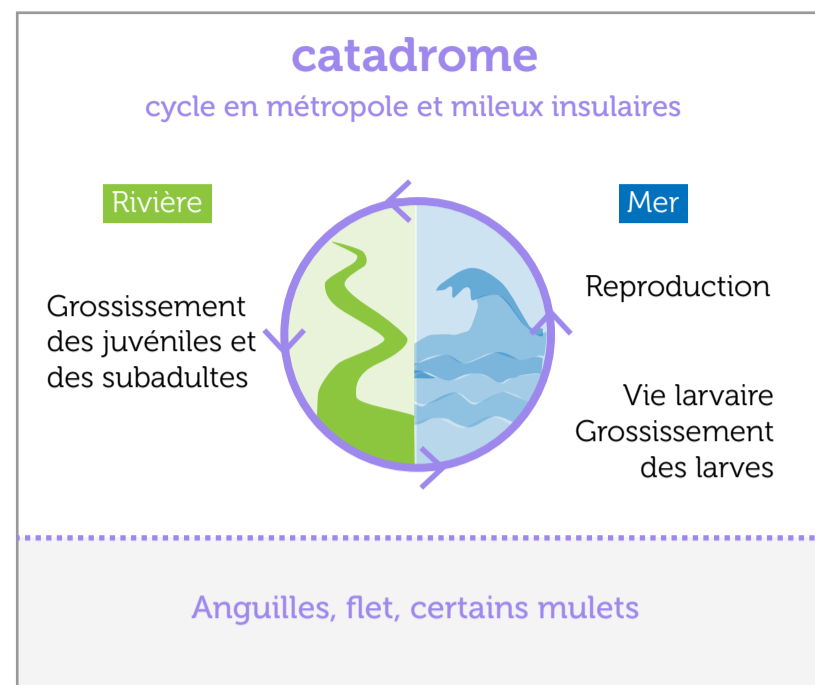 catadrome
cycle en métropole et mileux insulaires
Rivière
Mer
Grossissement
des juvéniles et
des subadultes
Reproduction
Vie larvaire
Grossissement
des larves
Anguilles, flet, certains mulets